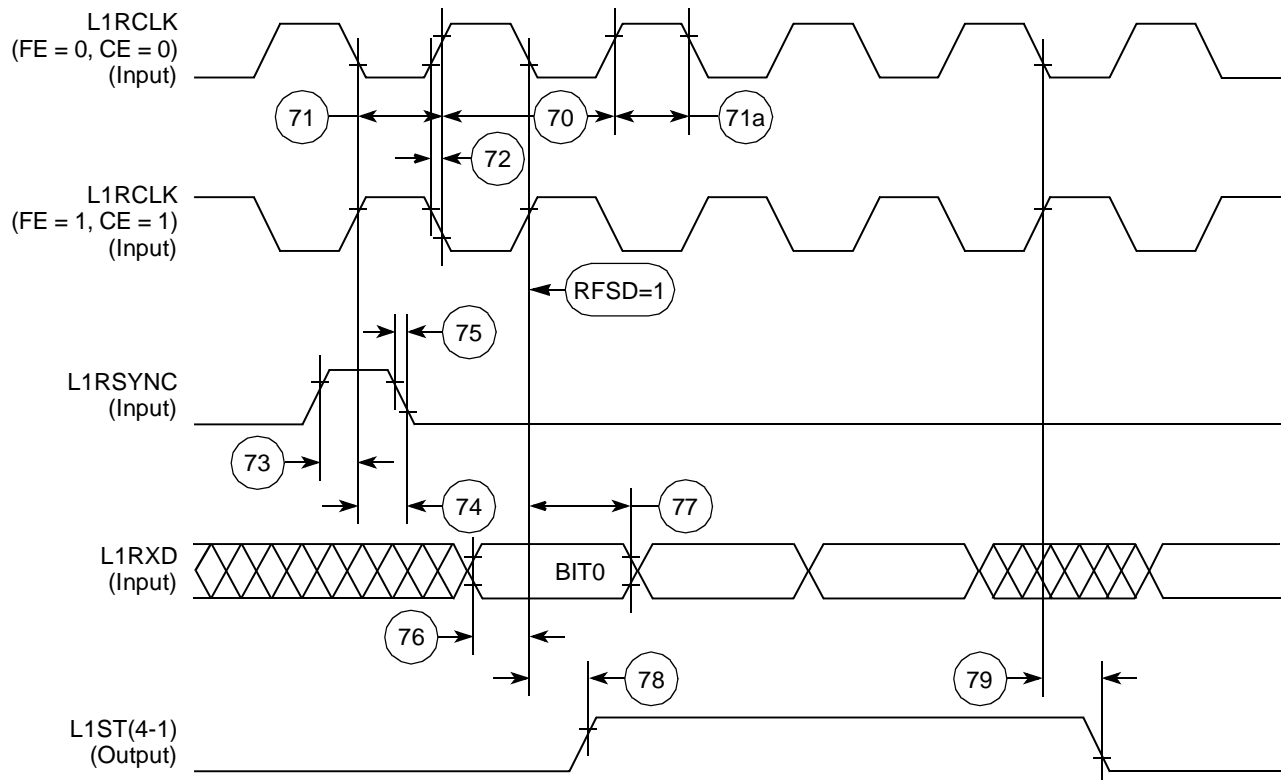 L1RCLK
(FE = 0, CE = 0)
(Input)
71
70
71a
72
L1RCLK
(FE = 1, CE = 1)
(Input)
RFSD=1
75
L1RSYNC
(Input)
73
74
77
L1RXD
(Input)
BIT0
76
78
79
L1ST(4-1)
(Output)